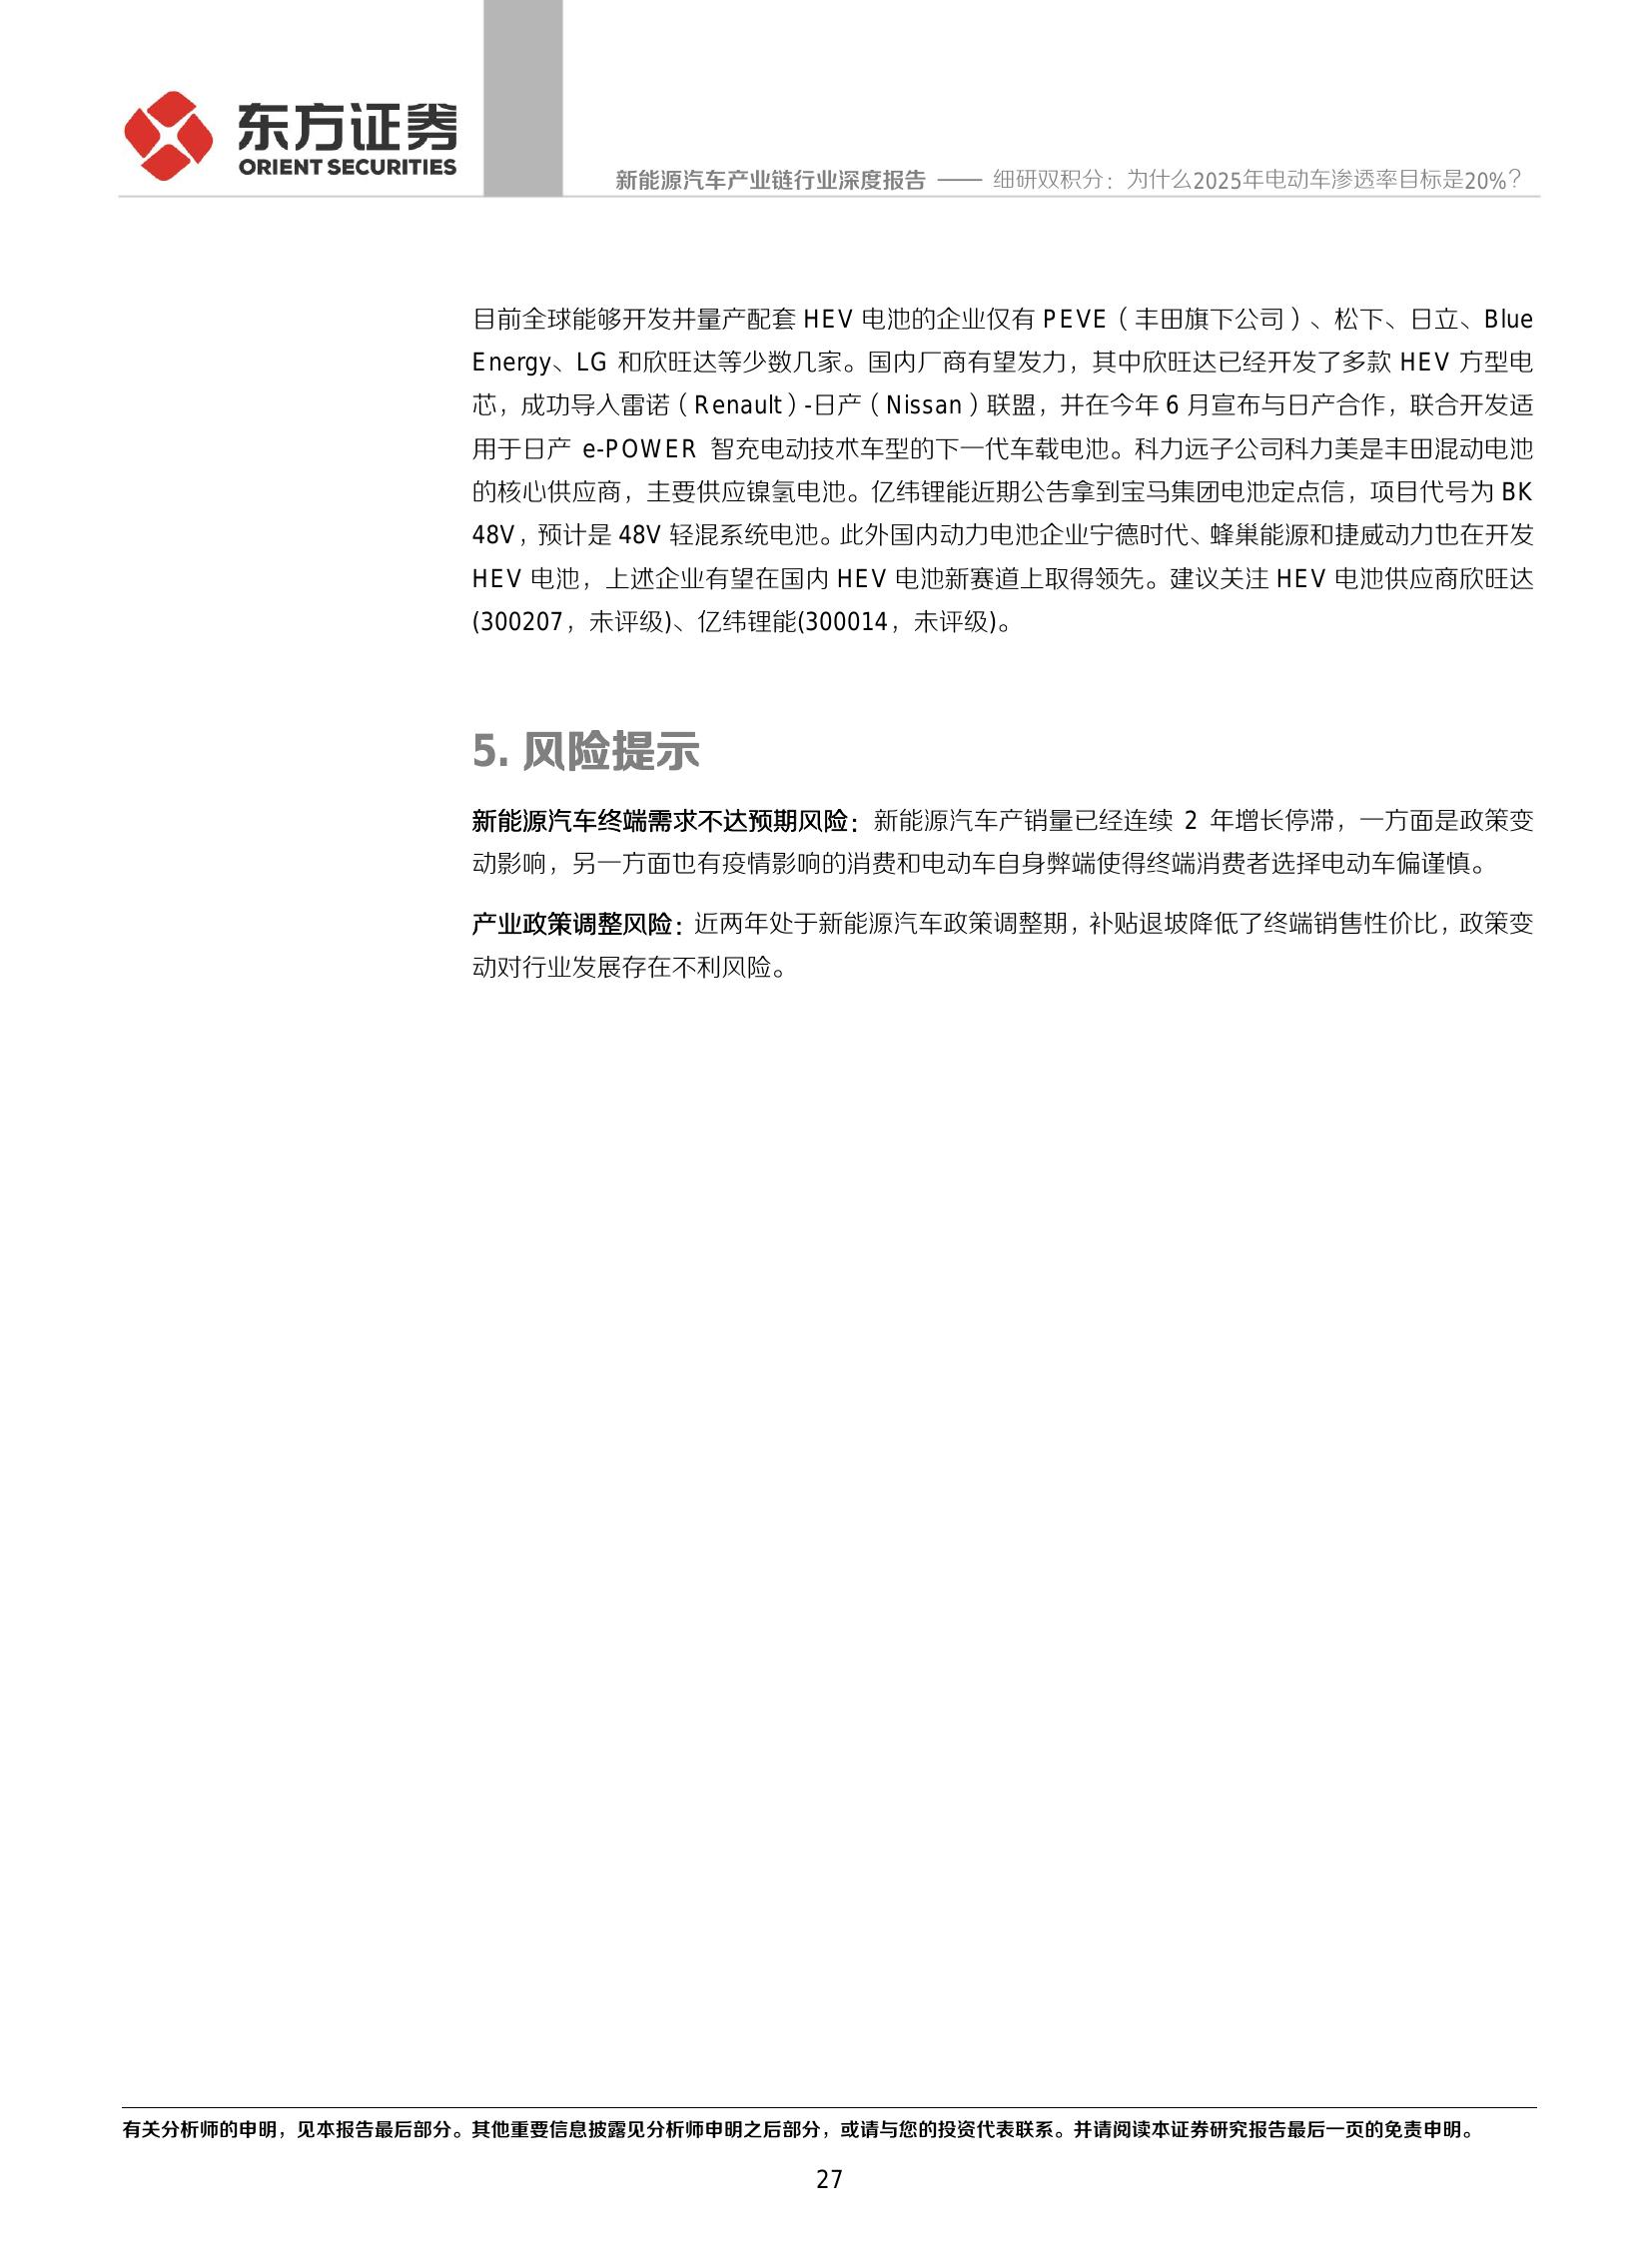 东方证券
ORIENT SECURITIES
新能源汽车产业链行业深度报告 —— 细研双积分：为什么2025年电动车渗透率目标是20%？
目前全球能够开发并量产配套 HEV 电池的企业仅有 PEVE（丰田旗下公司）、松下、日立、Blue
Energy、LG 和欣旺达等少数几家。国内厂商有望发力，其中欣旺达已经开发了多款 HEV 方型电
芯，成功导入雷诺（Renault）-日产（Nissan）联盟，并在今年 6 月宣布与日产合作，联合开发适
用于日产 e-POWER 智充电动技术车型的下一代车载电池。科力远子公司科力美是丰田混动电池
的核心供应商，主要供应镍氢电池。亿纬锂能近期公告拿到宝马集团电池定点信，项目代号为 BK
48V，预计是 48V 轻混系统电池。此外国内动力电池企业宁德时代、蜂巢能源和捷威动力也在开发
HEV 电池，上述企业有望在国内 HEV 电池新赛道上取得领先。建议关注 HEV 电池供应商欣旺达
(300207，未评级)、亿纬锂能(300014，未评级)。
5. 风险提示
新能源汽车终端需求不达预期风险：新能源汽车产销量已经连续 2 年增长停滞，一方面是政策变
动影响，另一方面也有疫情影响的消费和电动车自身弊端使得终端消费者选择电动车偏谨慎。
产业政策调整风险：近两年处于新能源汽车政策调整期，补贴退坡降低了终端销售性价比，政策变
动对行业发展存在不利风险。
有关分析师的申明，见本报告最后部分。其他重要信息披露见分析师申明之后部分，或请与您的投资代表联系。并请阅读本证券研究报告最后一页的免责申明。
27